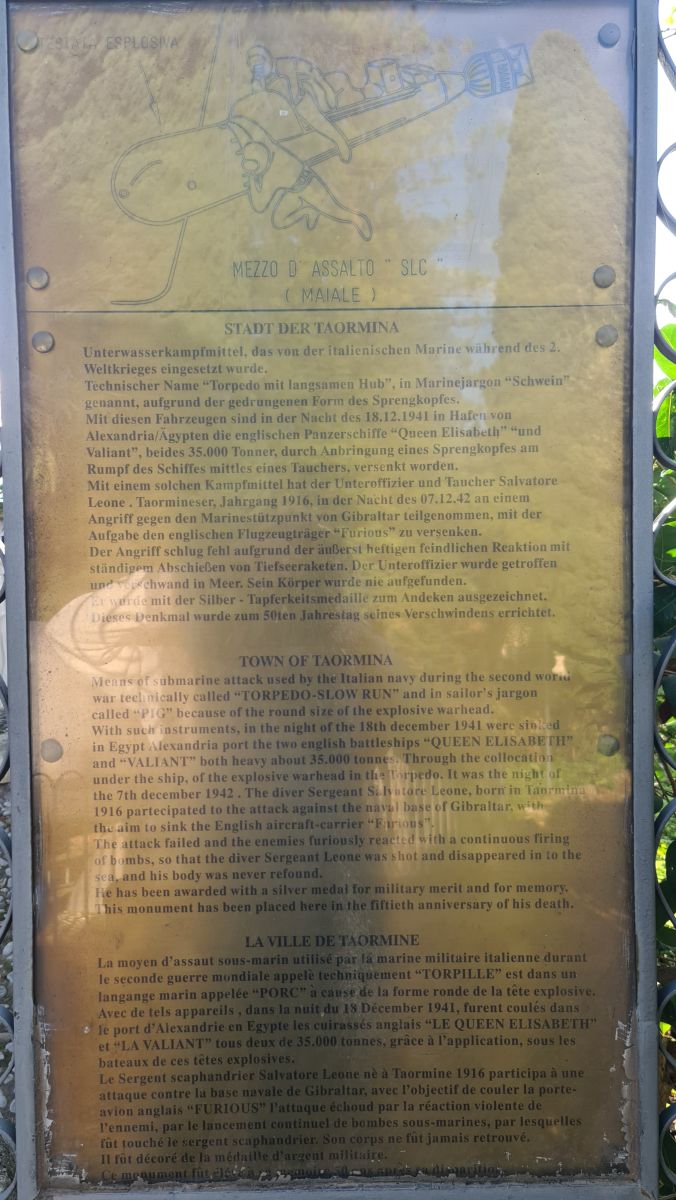 TESTATA ESPLOSIVA
MEZZO D' ASSALTO " SLC "
( MAIALE )
STADT DER TAORMINA
Unterwasserkampfmittel, das von der italienischen Marine während des 2.
Weltkrieges eingesetzt wurde.
Technischer Name “Torpedo mit langsamen Hub”, in Marinejargon “Schwein”
genannt, aufgrund der gedrungenen Form des Sprengkopfes.
Mit diesen Fahrzeugen sind in der Nacht des 18.12.1941 in Hafen von
Alexandria/Ägypten die englischen Panzerschiffe “Queen Elisabeth” “und
Valiant”, beides 35.000 Tonner, durch Anbringung eines Sprengkopfes am
Rumpf des Schiffes mittles eines Tauchers, versenkt worden.
Mit einem solchen Kampfmittel hat der Unteroffizier und Taucher Salvatore
Leone . Taormineser, Jahrgang 1916, in der Nacht des 07.12.42 an einem
Angriff gegen den Marinestützpunkt von Gibraltar teilgenommen, mit der
Aufgabe den englischen Flugzeugträger “Furious” zu versenken.
Der Angriff schlug fehl aufgrund der äußerst heftigen feindlichen Reaktion mit
ständigem Abschießen von Tiefseeraketen. Der Unteroffizier wurde getroffen
und verschwand in Meer. Sein Körper wurde nie aufgefunden.
Er wurde mit der Silber - Tapferkeitsmedaille zum Andeken ausgezeichnet.
Dieses Denkmal wurde zum 50ten Jahrestag seines Verschwindens errichtet.
TOWN OF TAORMINA
Means of submarine attack used by the Italian navy during the second world
war technically called “TORPEDO-SLOW RUN” and in sailor's jargon
called “PIG” because of the round size of the explosive warhead.
With such instruments, in the night of the 18th december 1941 were sinked
in Egypt Alexandria port the two english battleships “QUEEN ELISABETH”
and “VALIANT” both heavy about 35.000 tonnes. Through the collocation
under the ship, of the explosive warhead in the Torpedo. It was the night of
the 7th december 1942 . The diver Sergeant Salvatore Leone, born in Taormina
1916 partecipated to the attack against the naval base of Gibraltar, with
the aim to sink the English aircraft-carrier “Furious”.
The attack failed and the enemies furiously reacted with a continuous firing
of bombs, so that the diver Sergeant Leone was shot and disappeared in to the
sea, and his body was never refound.
He has been awarded with a silver medal for military merit and for memory.
This monument has been placed here in the fiftieth anniversary of his death.
LA VILLE DE TAORMINE
La moyen d'assaut sous-marin utilisé par la marine militaire italienne durant
le seconde guerre mondiale appelè techniquement “TORPILLE” est dans un
langange marin appelée “PORC” à cause de la forme ronde de la tête explosive.
Avec de tels appareils , dans la nuit du 18 Décember 1941, furent coulés dans
le port d'Alexandrie en Egypte les cuirassés anglais “LE QUEEN ELISABETH”
et “LA VALIANT” tous deux de 35.000 tonnes, grâce à l'application, sous les
bateaux de ces têtes explosives.
Le Sergent scaphandrier Salvatore Leone nè à Taormine 1916 participa à une
attaque contre la base navale de Gibraltar, avec l'objectif de couler la porte-
avion anglais “FURIOUS” l'attaque échoud par la réaction violente de
l'ennemi, par le lancement continuel de bombes sous-marines, par lesquelles
fût touché le sergent scaphandrier. Son corps ne fût jamais retrouvé.
Il fût décoré de la médaille d'argent militaire.
Ce monument fût mémoire 50 ans après sa disparition